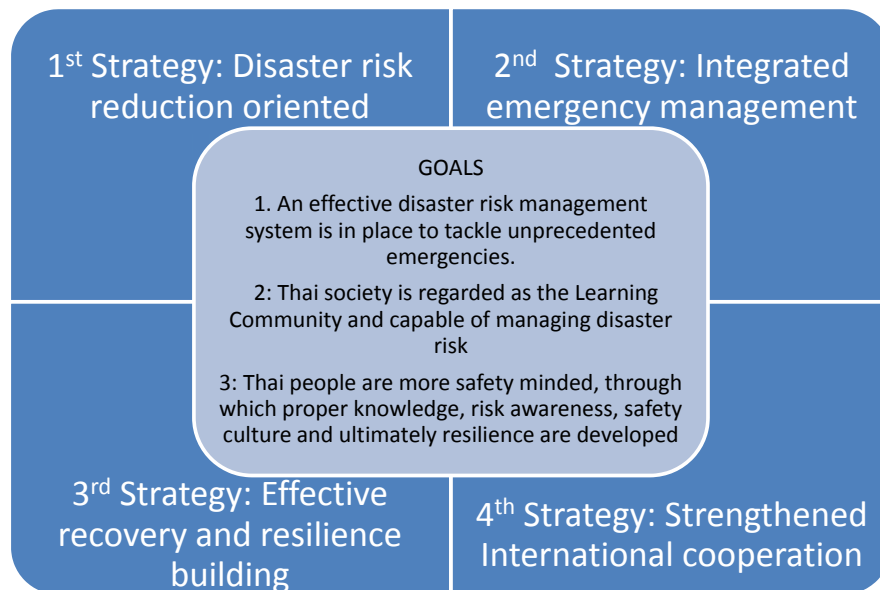 1st Strategy: Disaster risk
reduction oriented
2nd Strategy: Integrated
emergency management
GOALS
1. An effective disaster risk management
system is in place to tackle unprecedented
emergencies.
2: Thai society is regarded as the Learning
Community and capable of managing disaster
risk
3: Thai people are more safety minded, through
which proper knowledge, risk awareness, safety
culture and ultimately resilience are developed
3rd Strategy: Effective
recovery and resilience
building
4th Strategy: Strengthened
International cooperation